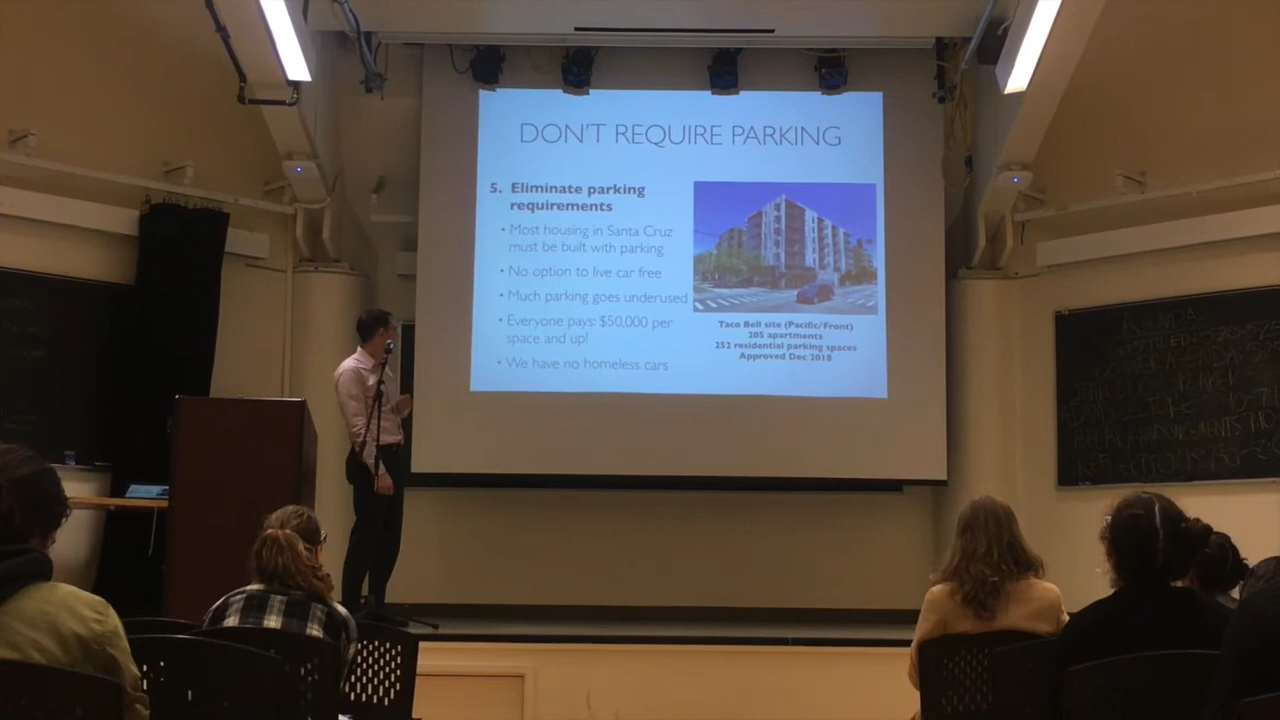 DON'T REQUIRE PARKING
5. Eliminate parking
requirements
• Most housing in Santa Cruz
must be built with parking
• No option to live car free
• Much parking goes underused
• Everyone pays: $50,000 per
space and up!
• We have no homeless cars
Taco Bell site (Pacific/Front)
205 apartments
252 residential parking spaces
Approved Dec 2018
AGENDA